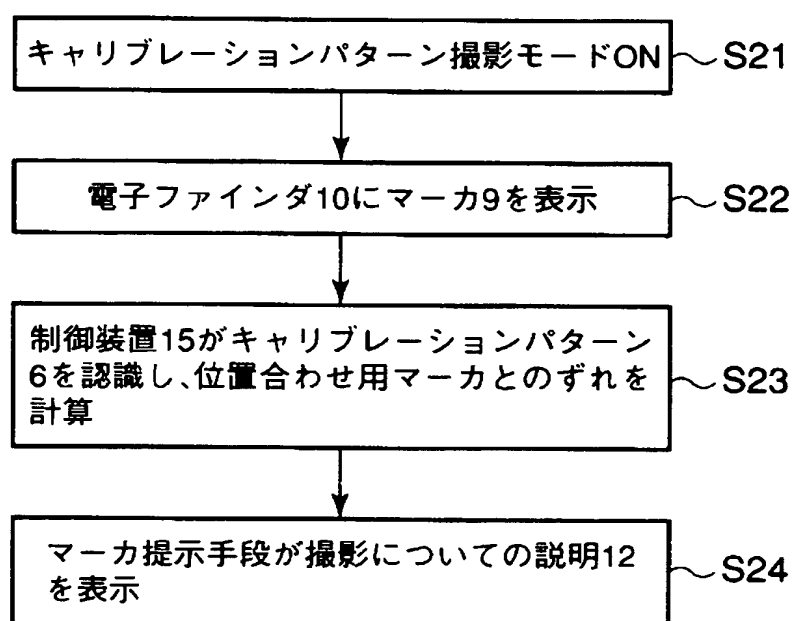 キャリブレーションパターン撮影モードON
S21
電子ファインダ10にマーカ9を表示
S22
制御装置15がキャリブレーションパターン
6を認識し、位置合わせ用マーカとのずれを
計算
S23
マーカ提示手段が撮影についての説明12
を表示
S24